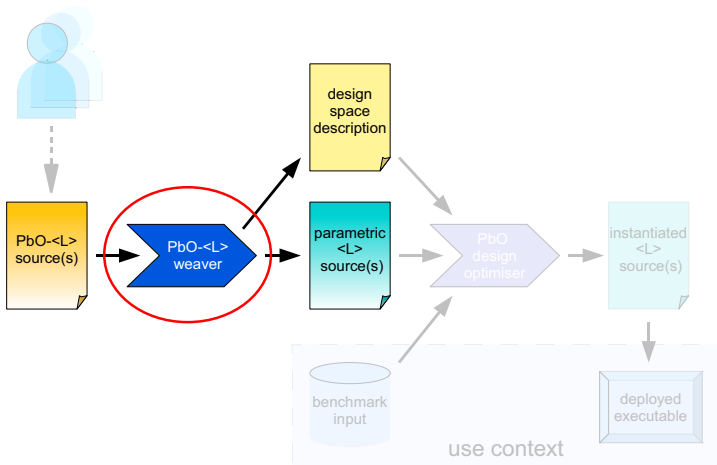 design
space
description
PbO-<L>
source(s)
PbO-<L>
weaver
parametric
<L>
source(s)
PbO
design
optimiser
instantiated
<L>
source(s)
benchmark
input
deployed
executable
use context